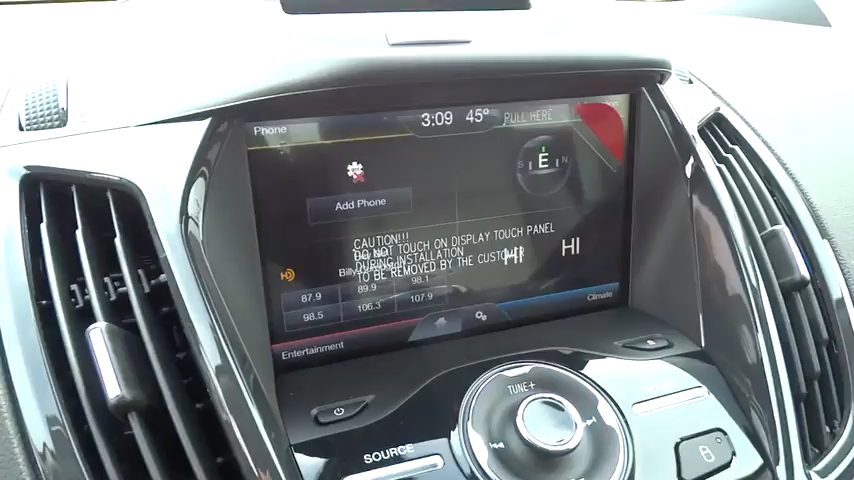 Phone
3:09 45°
PULL HERE
S E N
Add Phone
CAUTION!!!
DO NOT TOUCH ON DISPLAY TOUCH PANEL
DURING INSTALLATION
TO BE REMOVED BY THE CUSTOMER
HI HI
HD
87.9 89.9 98.1
98.5 106.3 107.9
Climate
Entertainment
TUNE+
SOURCE